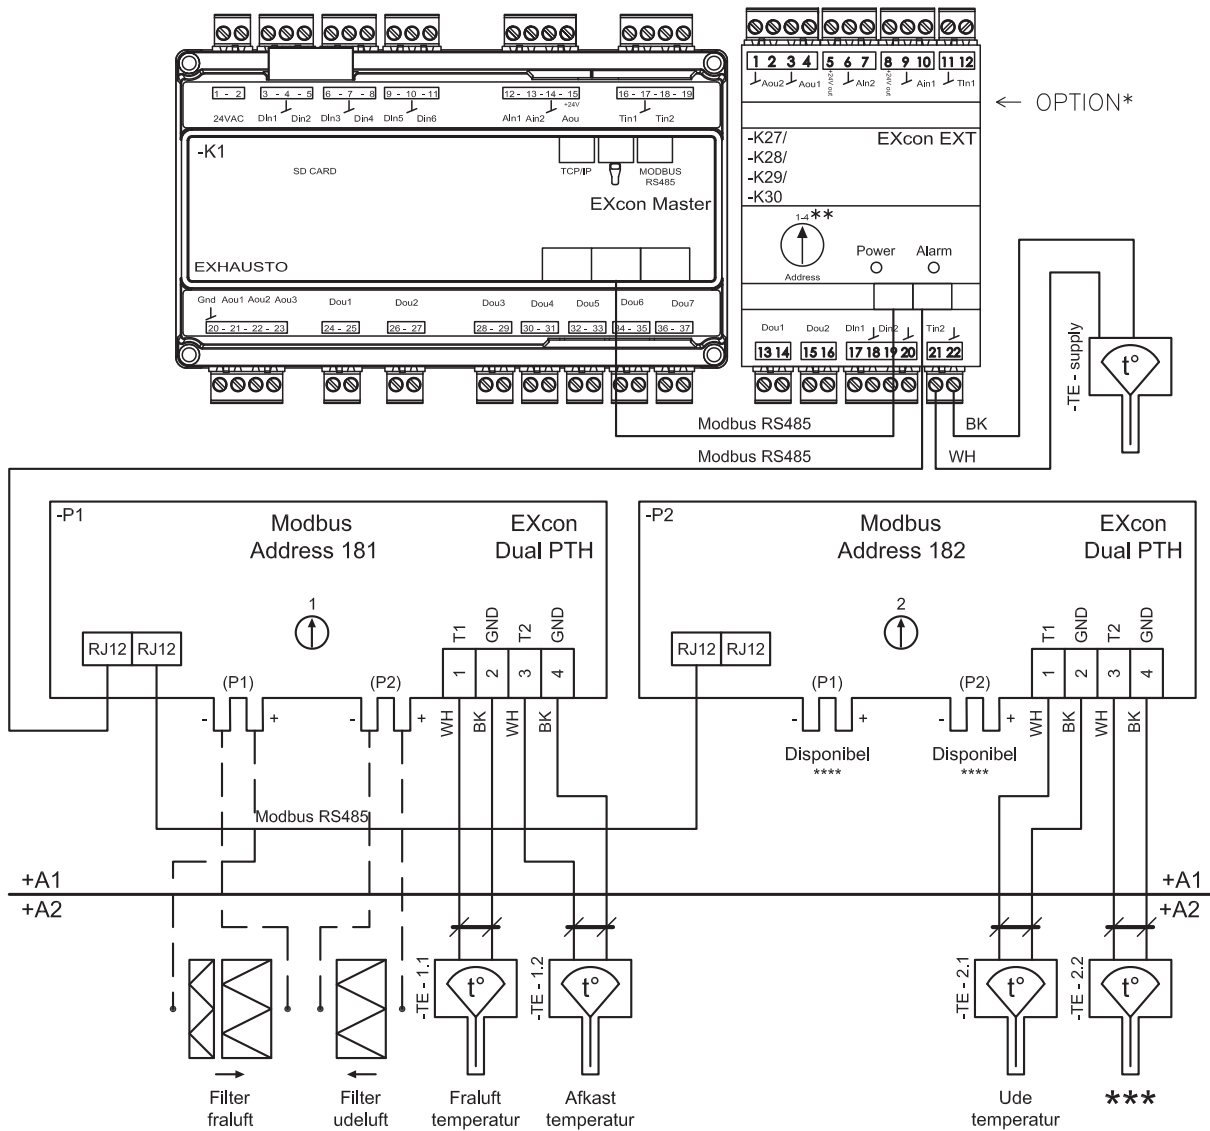 1 - 2
3 - 4 - 5
6 - 7 - 8
9 - 10 - 11
12 - 13 - 14 - 15
16 - 17 - 18 - 19
24VAC
DIn1 Din2
DIn3 Din4
DIn5 Din6
AIn1 Ain2 +24V Aou
Tin1 Tin2
-K1
SD CARD
TCP/IP
MODBUS
RS485
EXcon Master
EXHAUSTO
Gnd Aou1 Aou2 Aou3
Dou1
Dou2
Dou3
Dou4
Dou5
Dou6
Dou7
20 - 21 - 22 - 23
24 - 25
26 - 27
28 - 29
30 - 31
32 - 33
34 - 35
36 - 37
1 2 3 4
5 6 7
8 9 10
11 12
Aou2 Aou1
+24V out
AIn2
+24V out
Ain1
TIn1
← OPTION*
-K27/
-K28/
-K29/
-K30
EXcon EXT
1-4**
Address
Power
Alarm
Dou1
Dou2
DIn1 Din2
Tin2
13 14
15 16
17 18 19 20
21 22
-TE - supply
t°
Modbus RS485
BK
Modbus RS485
WH
-P1
Modbus
Address 181
EXcon
Dual PTH
1
RJ12 RJ12
T1 GND T2 GND
1 2 3 4
(P1)
- +
(P2)
- +
WH BK WH BK
-P2
Modbus
Address 182
EXcon
Dual PTH
2
RJ12 RJ12
T1 GND T2 GND
1 2 3 4
(P1)
- +
(P2)
- +
Disponibel
****
Disponibel
****
WH BK WH BK
Modbus RS485
+A1
+A1
+A2
+A2
-TE - 1.1
t°
-TE - 1.2
t°
-TE - 2.1
t°
-TE - 2.2
t°
Filter
fraluft
Filter
udeluft
Fraluft
temperatur
Afkast
temperatur
Ude
temperatur
***